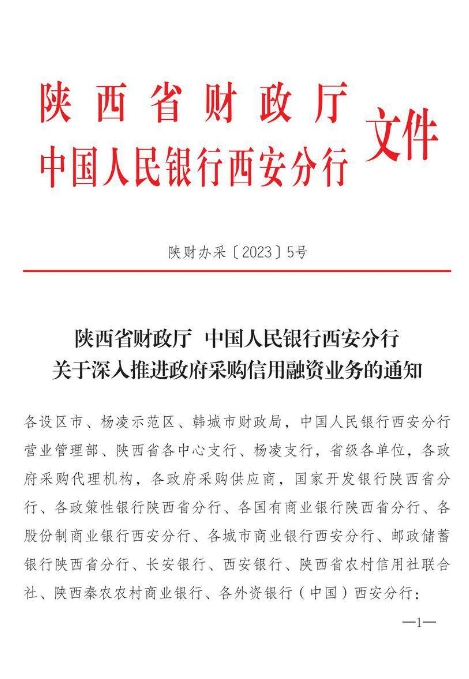 陕西省财政厅
中国人民银行西安分行
文件
陕财办采〔2023〕5号
陕西省财政厅 中国人民银行西安分行
关于深入推进政府采购信用融资业务的通知
各设区市、杨凌示范区、韩城市财政局，中国人民银行西安分行
营业管理部、陕西省各中心支行、杨凌支行，省级各单位，各政
府采购代理机构，各政府采购供应商，国家开发银行陕西省分
行、各政策性银行陕西省分行、各国有商业银行陕西省分行、各
股份制商业银行西安分行、各城市商业银行西安分行、邮政储蓄
银行陕西省分行、长安银行、西安银行、陕西省农村信用社联合
社、陕西秦农农村商业银行、各外资银行（中国）西安分行：
—1—